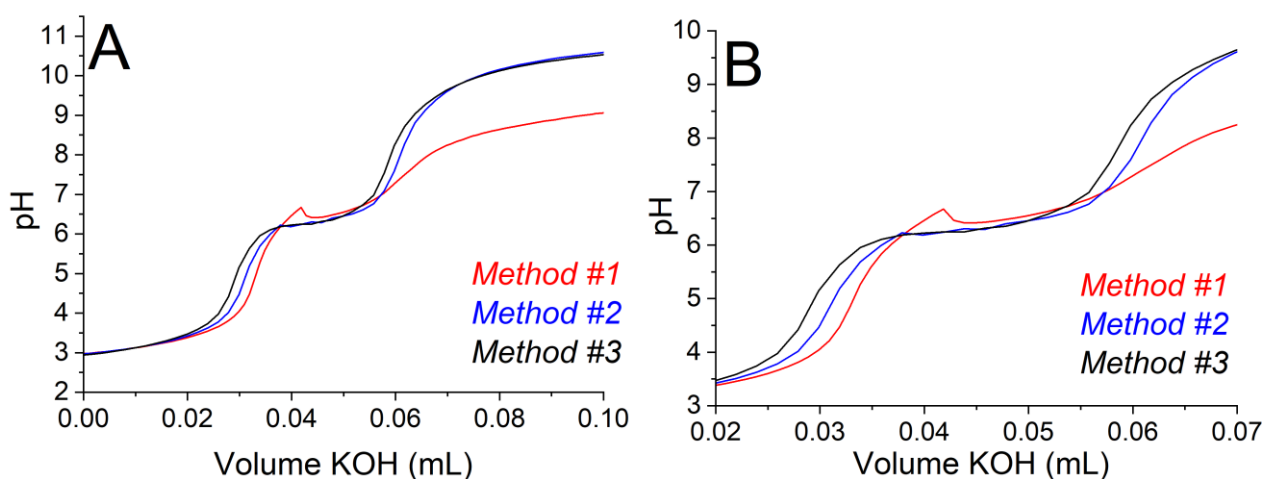 A
pH
11
10
9
8
7
6
5
4
3
2
0.00
0.02
0.04
0.06
0.08
0.10
Volume KOH (mL)
Method #1
Method #2
Method #3
B
pH
10
9
8
7
6
5
4
3
0.02
0.03
0.04
0.05
0.06
0.07
Volume KOH (mL)
Method #1
Method #2
Method #3